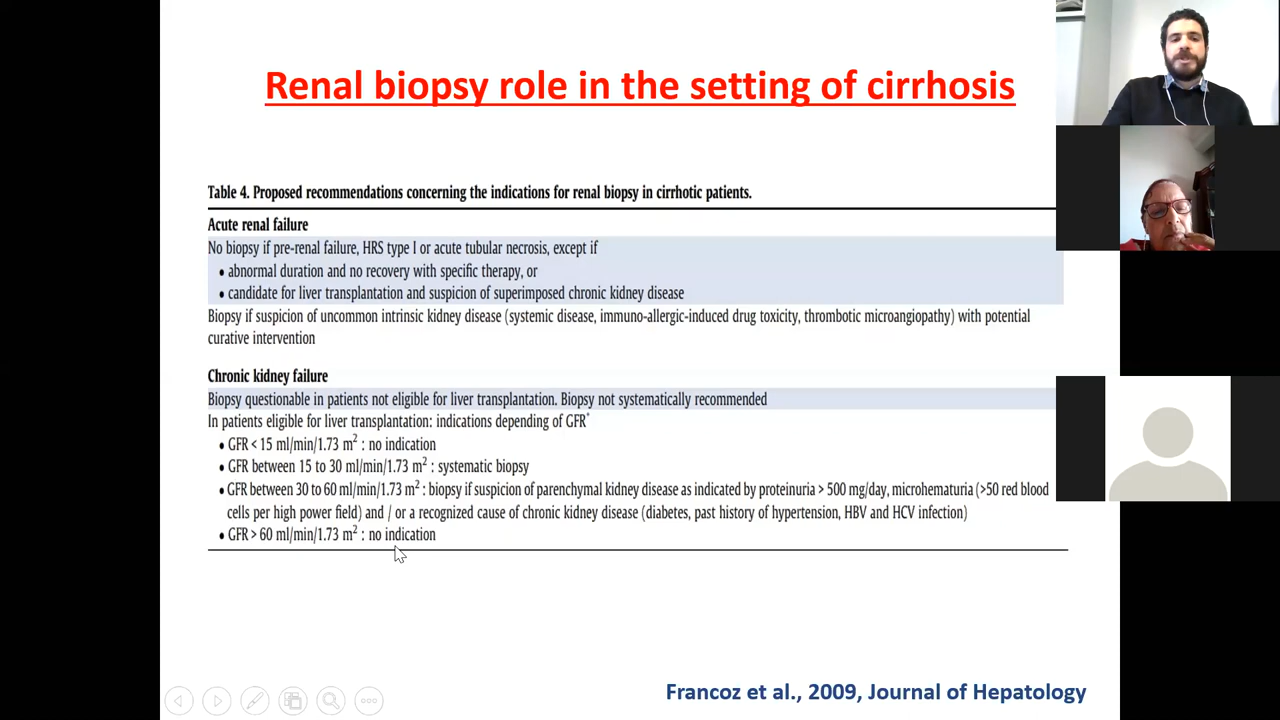 Renal biopsy role in the setting of cirrhosis
Table 4. Proposed recommendations concerning the indications for renal biopsy in cirrhotic patients.
Acute renal failure
No biopsy if pre-renal failure, HRS type I or acute tubular necrosis, except if
• abnormal duration and no recovery with specific therapy, or
• candidate for liver transplantation and suspicion of superimposed chronic kidney disease
Biopsy if suspicion of uncommon intrinsic kidney disease (systemic disease, immuno-allergic-induced drug toxicity, thrombotic microangiopathy) with potential
curative intervention
Chronic kidney failure
Biopsy questionable in patients not eligible for liver transplantation. Biopsy not systematically recommended
In patients eligible for liver transplantation: indications depending of GFR*
• GFR < 15 ml/min/1.73 m² : no indication
• GFR between 15 to 30 ml/min/1.73 m² : systematic biopsy
• GFR between 30 to 60 ml/min/1.73 m² : biopsy if suspicion of parenchymal kidney disease as indicated by proteinuria > 500 mg/day, microhematuria (>50 red blood
cells per high power field) and / or a recognized cause of chronic kidney disease (diabetes, past history of hypertension, HBV and HCV infection)
• GFR > 60 ml/min/1.73 m² : no indication
Francoz et al., 2009, Journal of Hepatology